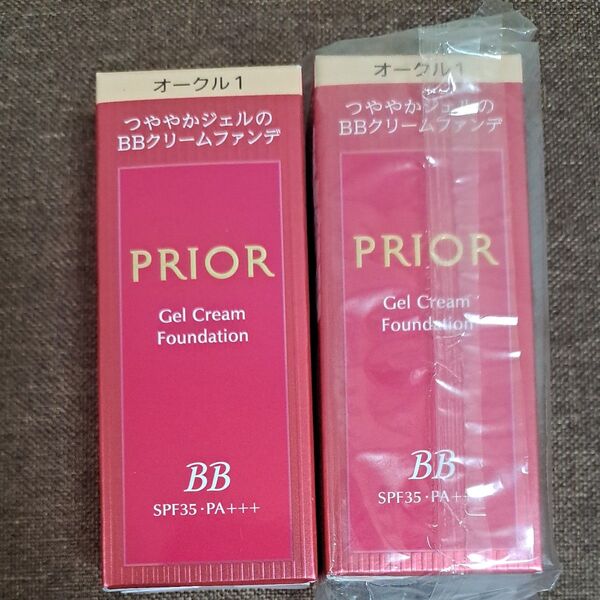 オークル1
つややかジェルの
BBクリームファンデ
PRIOR
Gel Cream
Foundation
BB
SPF35・PA+++
オークル1
つややかジェルの
BBクリームファンデ
PRIOR
Gel Cream
Foundation
BB
SPF35・PA+++